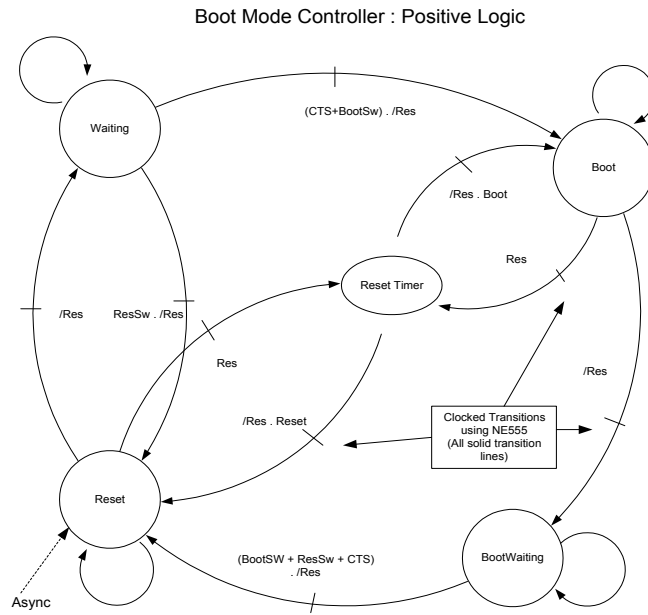 Boot Mode Controller : Positive Logic
Waiting
(CTS+BootSw) . /Res
Boot
/Res . Boot
Res
Reset Timer
/Res
ResSw . /Res
Res
/Res
/Res . Reset
Clocked Transitions
using NE555
(All solid transition
lines)
Reset
(BootSW + ResSw + CTS)
. /Res
BootWaiting
Async